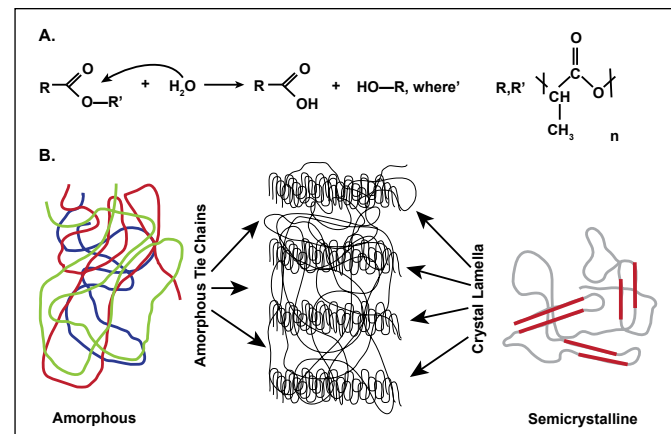 A.
R O O—R' + H₂O → O OH + HO—R, where' R,R' O CH O CH₃ n
R
B.
Amorphous Tie Chains
Crystal Lamella
Amorphous
Semicrystalline